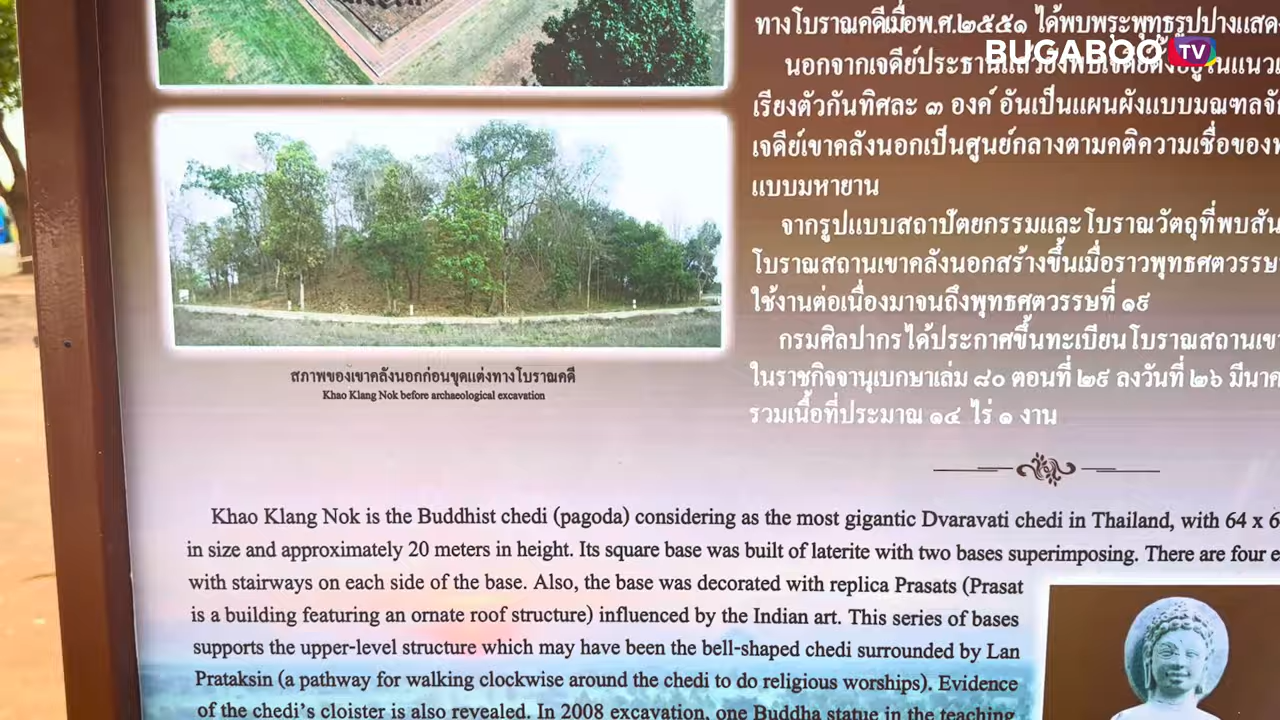 ทางโบราณคดีเมื่อพ.ศ.๒๕๕๑ ได้พบพระพุทธรูปปางแสด
BUGABOO TV
นอกจากเจดีย์ประธานแล้วยังพบเจดีย์ตั้งอยู่ในแนว
เรียงตัวกันทิศละ ๓ องค์ อันเป็นแผนผังแบบมณฑลจั
เจดีย์เขาคลังนอกเป็นศูนย์กลางตามคติความเชื่อของ
แบบมหายาน
จากรูปแบบสถาปัตยกรรมและโบราณวัตถุที่พบสัน
โบราณสถานเขาคลังนอกสร้างขึ้นเมื่อราวพุทธศตวรรษ
ใช้งานต่อเนื่องมาจนถึงพุทธศตวรรษที่ ๑๙
กรมศิลปากรได้ประกาศขึ้นทะเบียนโบราณสถานเขา
ในราชกิจจานุเบกษาเล่ม ๘๐ ตอนที่ ๒๙ ลงวันที่ ๒๖ มีนาค
รวมเนื้อที่ประมาณ ๑๔ ไร่ ๑ งาน
สภาพของเขาคลังนอกก่อนขุดแต่งทางโบราณคดี
Khao Klang Nok before archaeological excavation
Khao Klang Nok is the Buddhist chedi (pagoda) considering as the most gigantic Dvaravati chedi in Thailand, with 64 x 6
in size and approximately 20 meters in height. Its square base was built of laterite with two bases superimposing. There are four e
with stairways on each side of the base. Also, the base was decorated with replica Prasats (Prasat
is a building featuring an ornate roof structure) influenced by the Indian art. This series of bases
supports the upper-level structure which may have been the bell-shaped chedi surrounded by Lan
Prataksin (a pathway for walking clockwise around the chedi to do religious worships). Evidence
of the chedi's cloister is also revealed. In 2008 excavation, one Buddha statue in the teaching